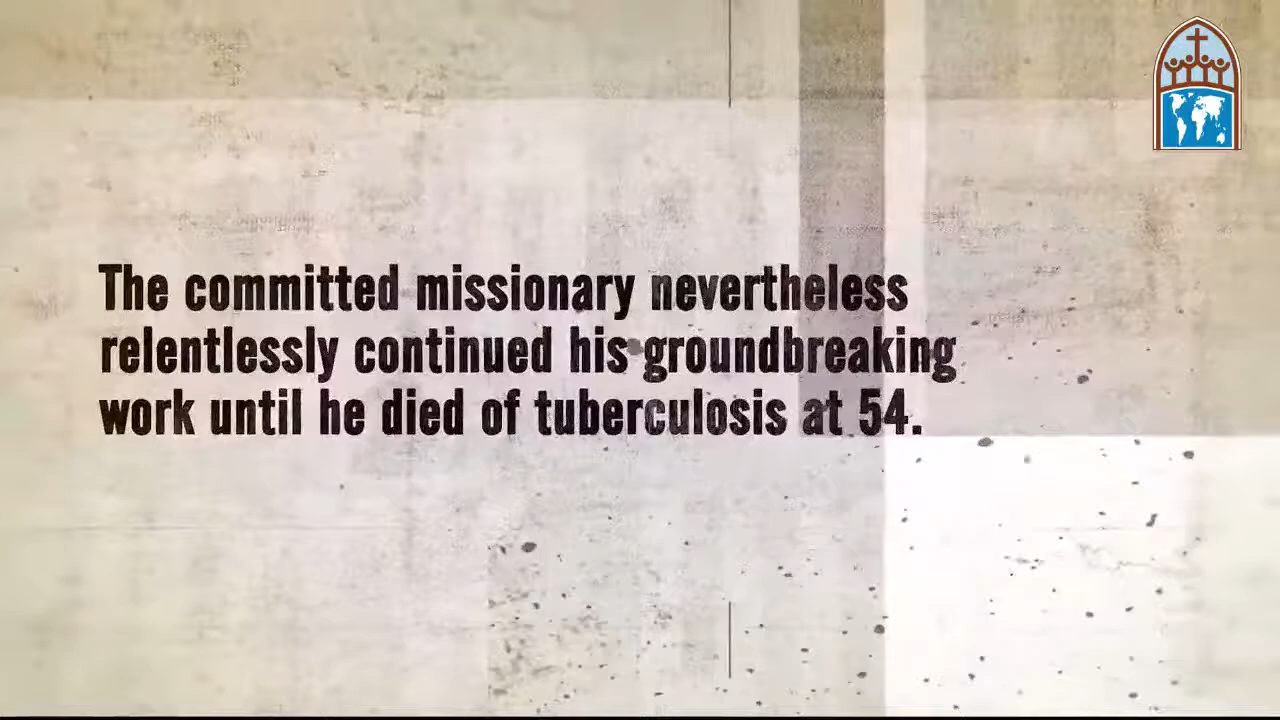 The committed missionary nevertheless
relentlessly continued his groundbreaking
work until he died of tuberculosis at 54.